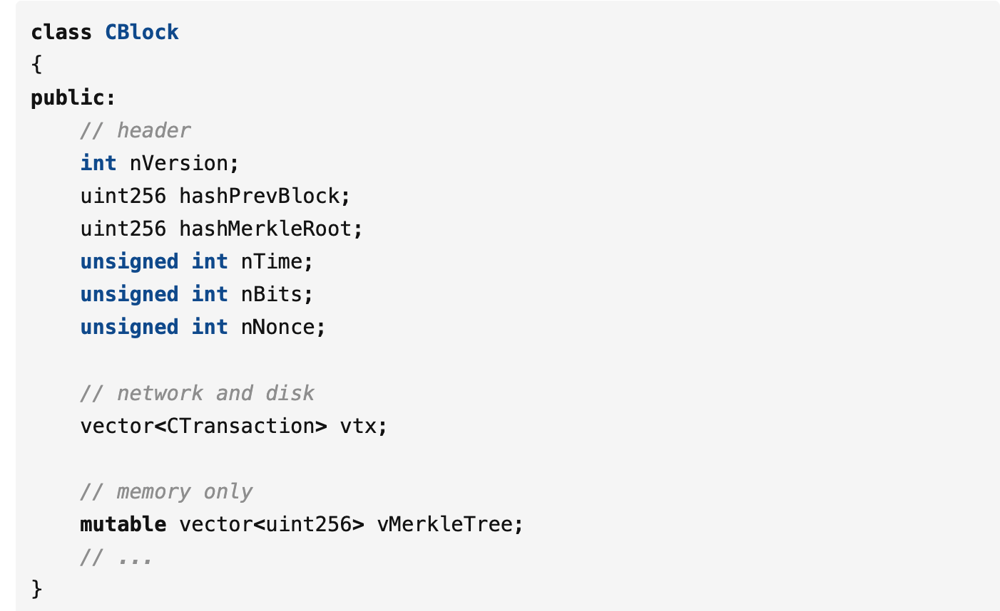 class CBlock
{
public:
    // header
    int nVersion;
    uint256 hashPrevBlock;
    uint256 hashMerkleRoot;
    unsigned int nTime;
    unsigned int nBits;
    unsigned int nNonce;

    // network and disk
    vector<CTransaction> vtx;

    // memory only
    mutable vector<uint256> vMerkleTree;
    // ...
}